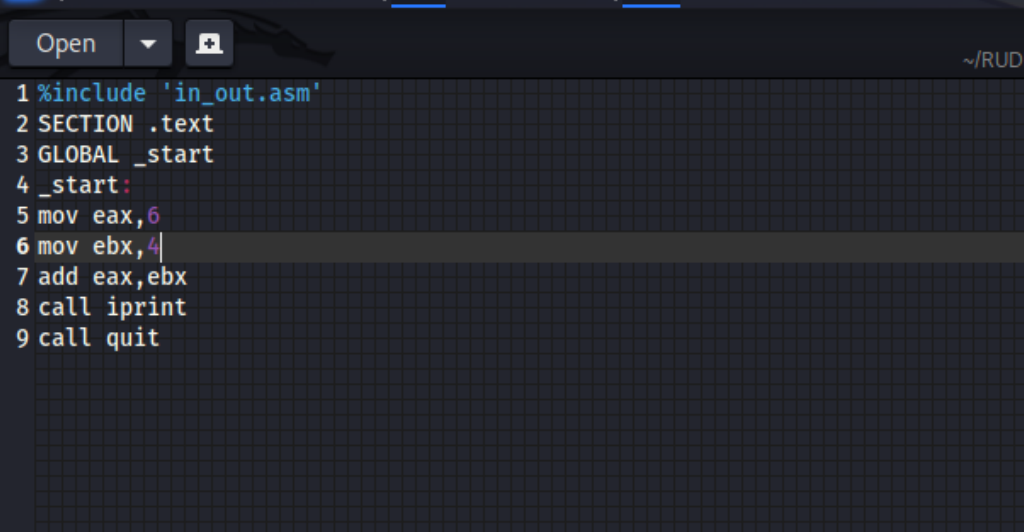 Open
~/RUD
1 %include 'in_out.asm'
2 SECTION .text
3 GLOBAL _start
4 _start:
5 mov eax,6
6 mov ebx,4
7 add eax,ebx
8 call iprint
9 call quit